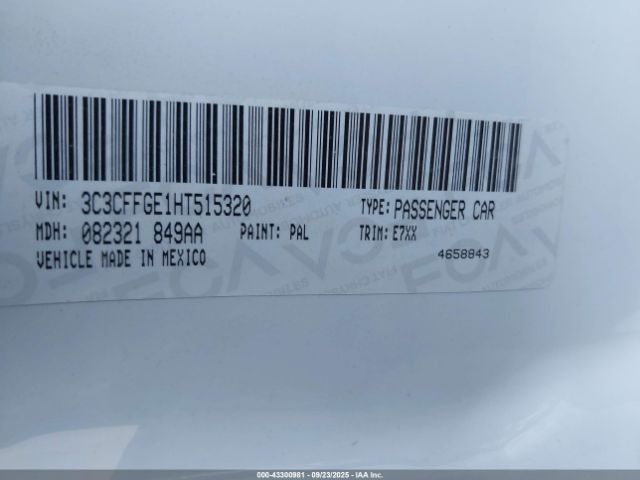 VIN: 3C3CFFGE1HT515320 TYPE: PASSENGER CAR
MDH: 082321 849AA PAINT: PAL TRIM: E7XX
VEHICLE MADE IN MEXICO 4658843
000-43300981 - 09/23/2025 - IAA Inc.